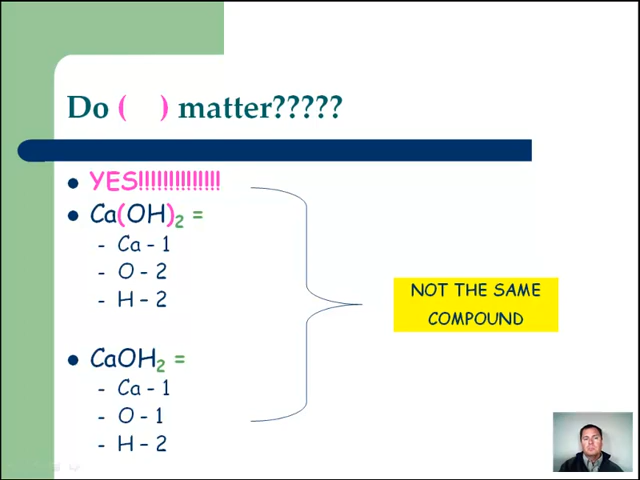 Do (   ) matter?????
• YES!!!!!!!!!!!!!!
• Ca(OH)₂ =
- Ca – 1
- O – 2
- H – 2
NOT THE SAME
COMPOUND
• CaOH₂ =
- Ca – 1
- O – 1
- H – 2